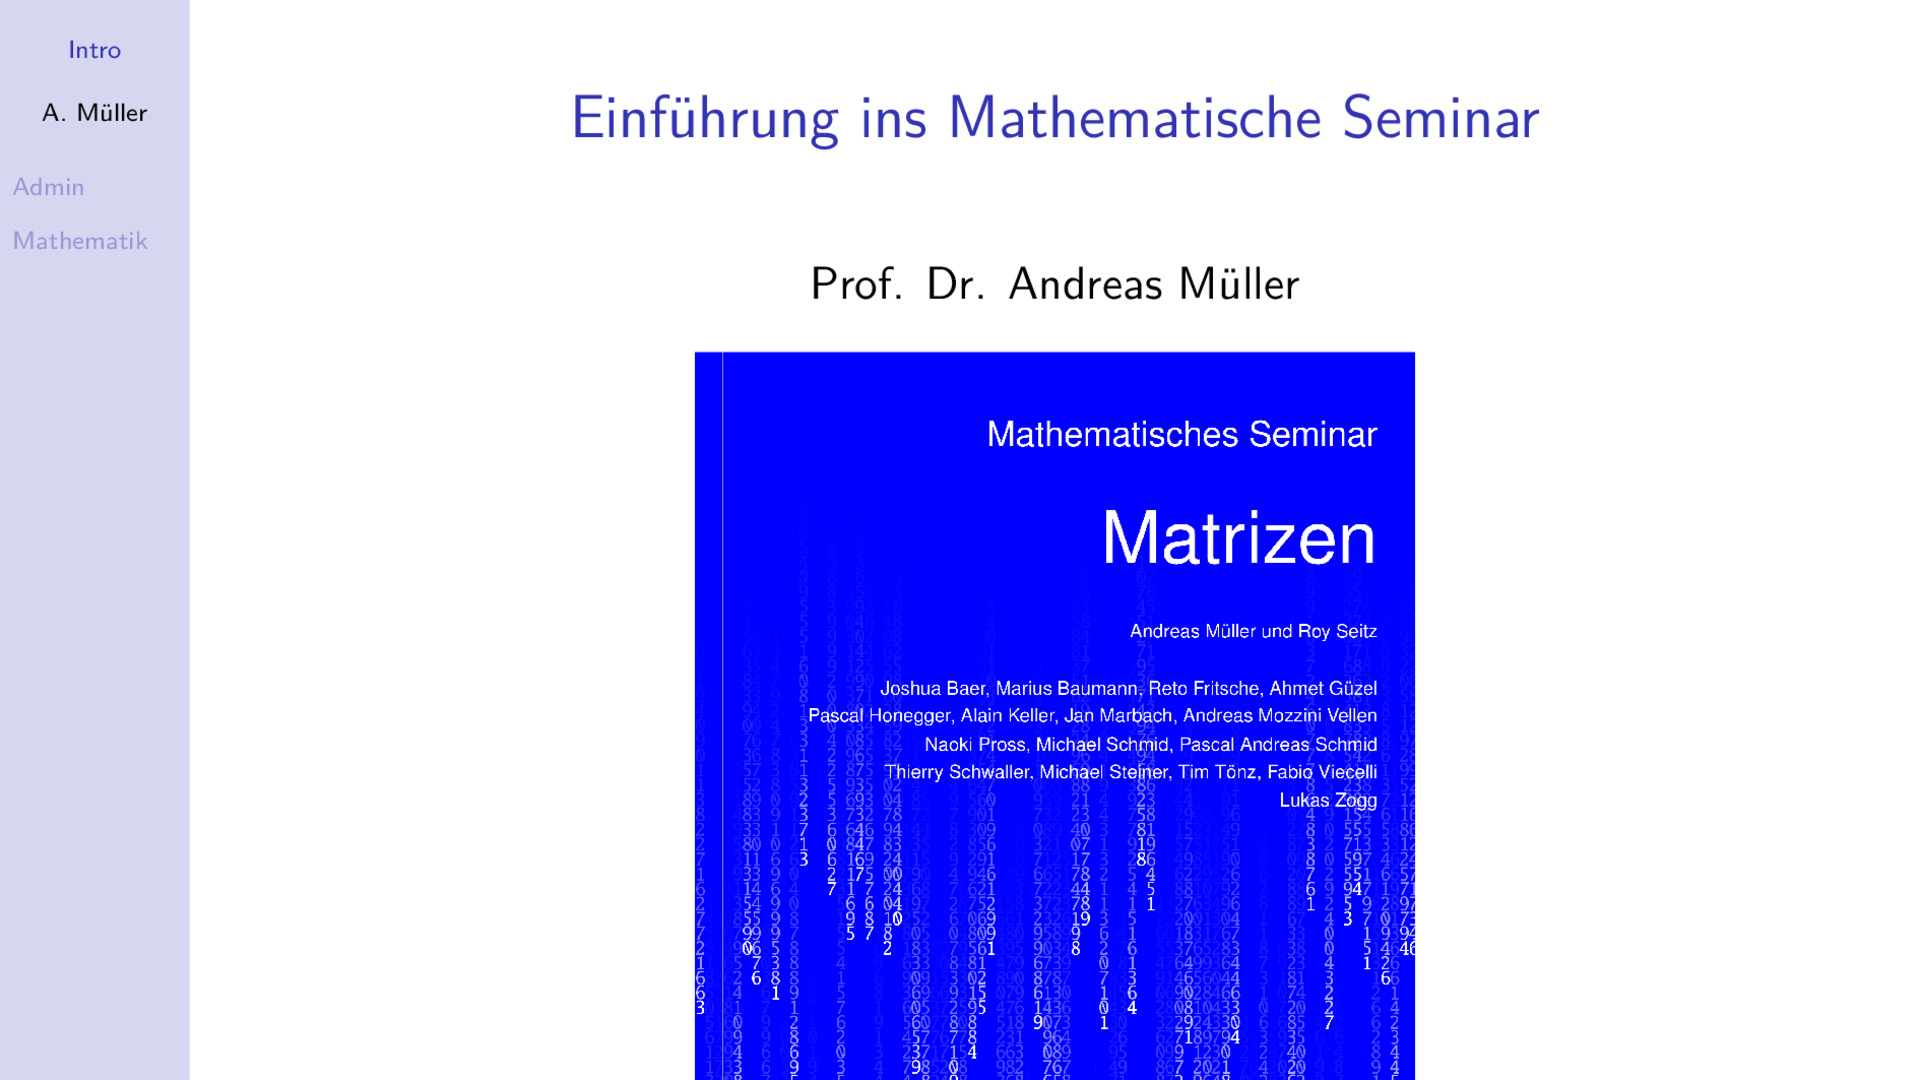 Intro
A. Müller
Admin
Mathematik
Einführung ins Mathematische Seminar
Prof. Dr. Andreas Müller
Mathematisches Seminar
Matrizen
Andreas Müller und Roy Seitz
Joshua Baer, Marius Baumann, Reto Fritsche, Ahmet Güzel
Pascal Honegger, Alain Keller, Jan Marbach, Andreas Mozzini Vellen
Naoki Pross, Michael Schmid, Pascal Andreas Schmid
Thierry Schwaller, Michael Steiner, Tim Tönz, Fabio Viecelli
Lukas Zogg